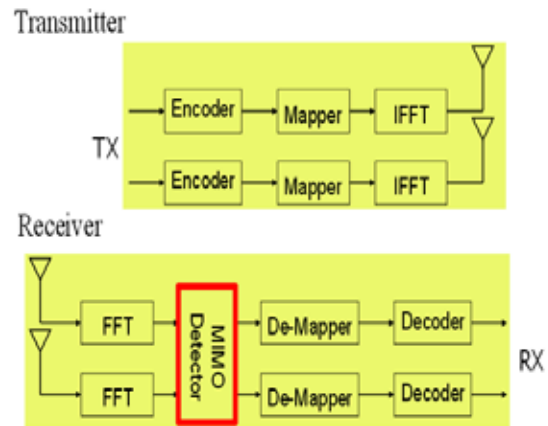 Transmitter
Encoder Mapper IFFT
TX
Encoder Mapper IFFT
Receiver
FFT MIMO Detector De-Mapper Decoder
RX
FFT De-Mapper Decoder